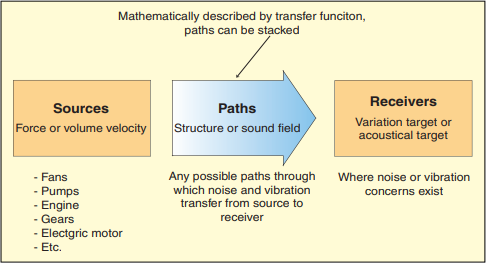 Mathematically described by transfer funciton,
paths can be stacked
Sources
Force or volume velocity
Paths
Structure or sound field
Receivers
Variation target or
acoustical target
- Fans
- Pumps
- Engine
- Gears
- Electgric motor
- Etc.
Any possible paths through
which noise and vibration
transfer from source to
receiver
Where noise or vibration
concerns exist